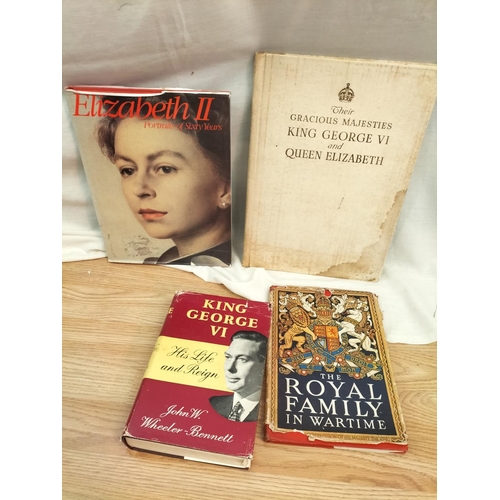 Elizabeth II
Portraits of Sixty Years
Their
GRACIOUS MAJESTIES
KING GEORGE VI
and
QUEEN ELIZABETH
KING
GEORGE
VI
His Life
and Reign
John W.
Wheeler-Bennett
THE
ROYAL
FAMILY
IN WARTIME